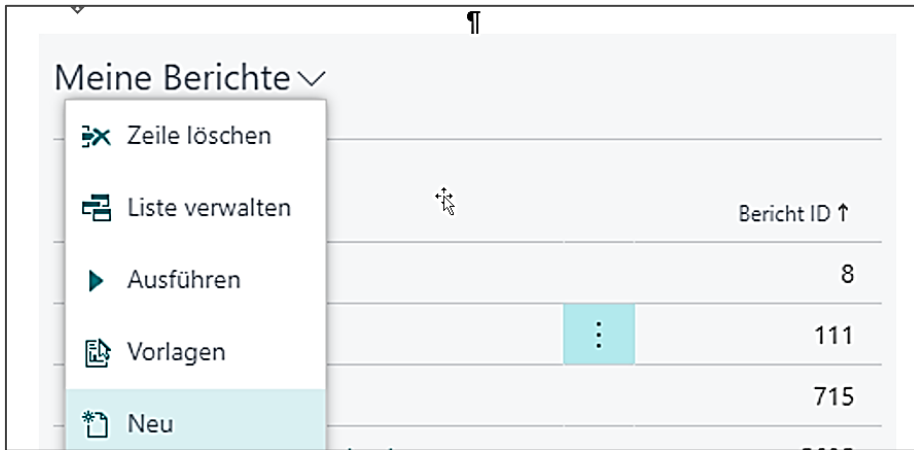 ¶
Meine Berichte
Zeile löschen
Liste verwalten
Bericht ID ↑
Ausführen
8
111
Vorlagen
715
Neu